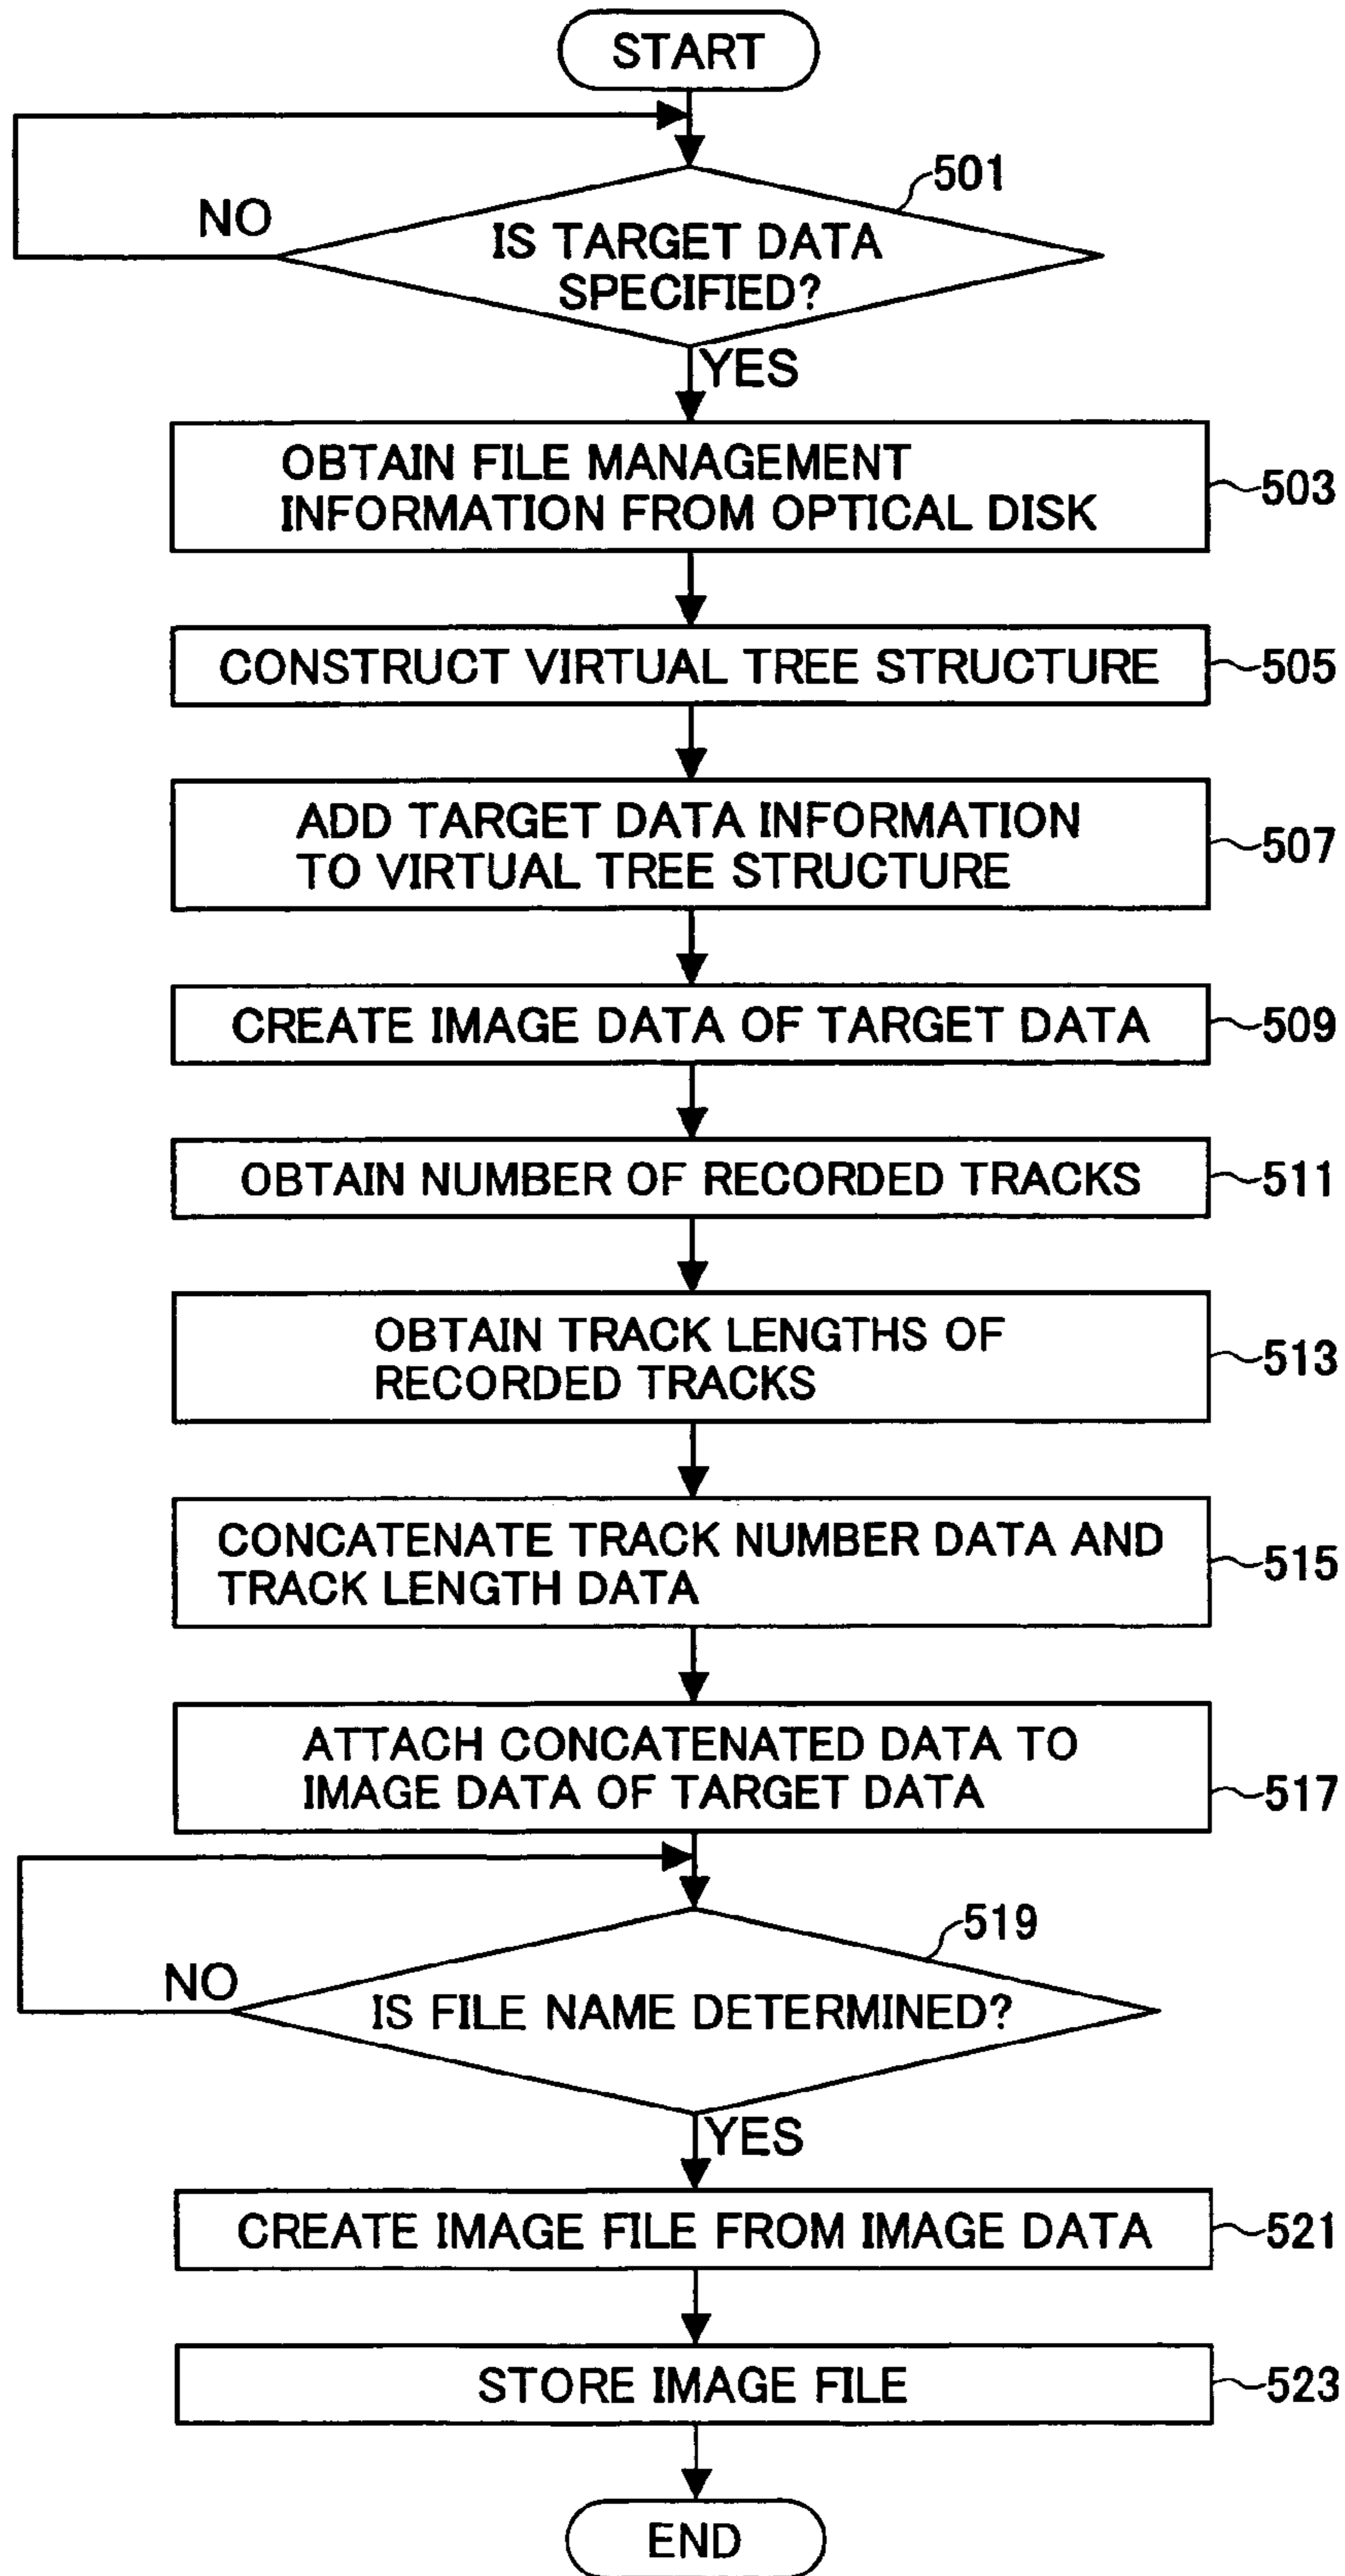 START
501
NO
IS TARGET DATA
SPECIFIED?
YES
OBTAIN FILE MANAGEMENT
INFORMATION FROM OPTICAL DISK
503
CONSTRUCT VIRTUAL TREE STRUCTURE
505
ADD TARGET DATA INFORMATION
TO VIRTUAL TREE STRUCTURE
507
CREATE IMAGE DATA OF TARGET DATA
509
OBTAIN NUMBER OF RECORDED TRACKS
511
OBTAIN TRACK LENGTHS OF
RECORDED TRACKS
513
CONCATENATE TRACK NUMBER DATA AND
TRACK LENGTH DATA
515
ATTACH CONCATENATED DATA TO
IMAGE DATA OF TARGET DATA
517
519
NO
IS FILE NAME DETERMINED?
YES
CREATE IMAGE FILE FROM IMAGE DATA
521
STORE IMAGE FILE
523
END